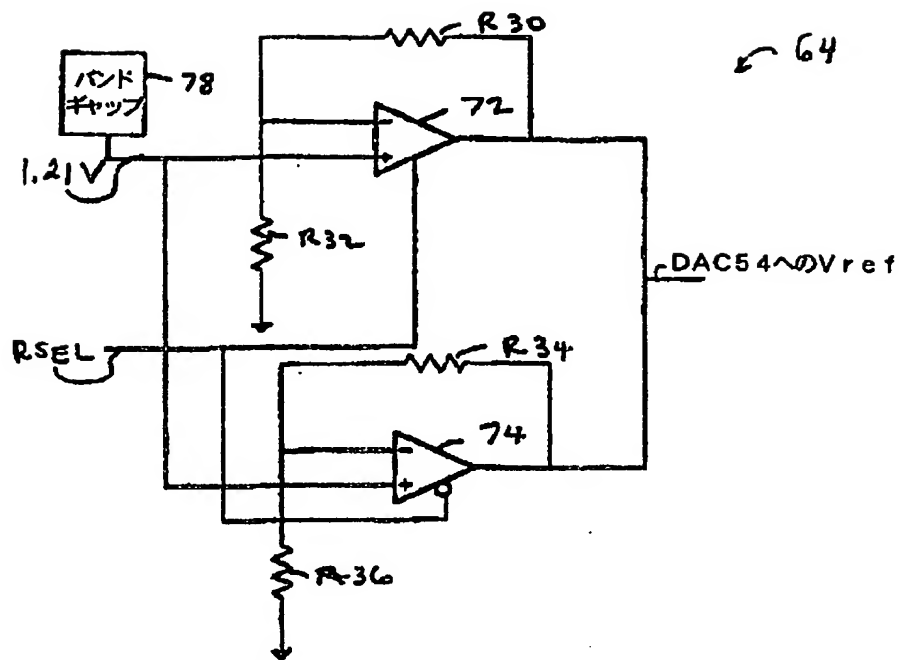 R30
64
バンド
ギャップ
78
72
-
+
1.21V
R32
DAC54へのVref
RSEL
R34
74
-
+
R36